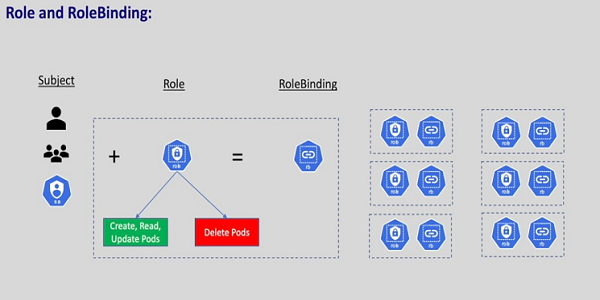 Role and RoleBinding:
Subject
Role
RoleBinding
+
=
role
rb
sa
Create, Read,
Update Pods
Delete Pods
role
rb
role
rb
role
rb
role
rb
role
rb
role
rb